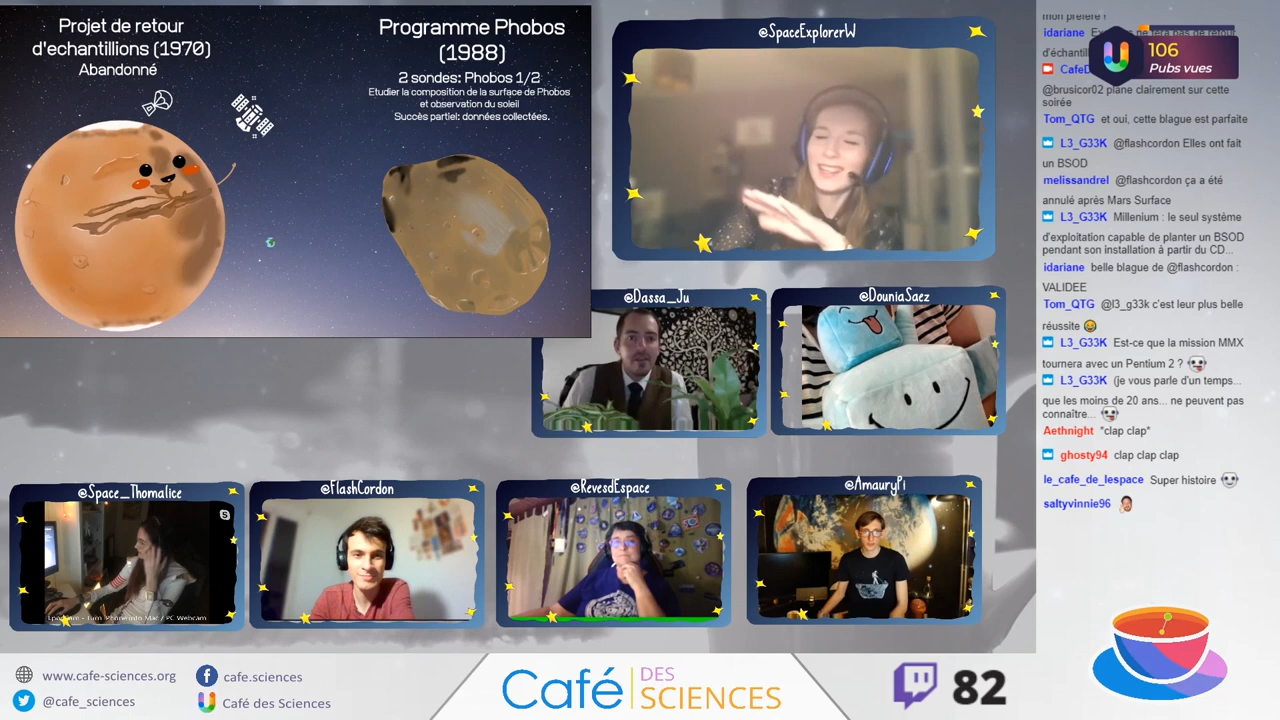 Projet de retour
d'echantillions (1970)
Abandonné
Programme Phobos
(1988)
2 sondes: Phobos 1/2
Etudier la composition de la surface de Phobos
et observation du soleil
Succès partiel: données collectées.
@SpaceExplorerW
@Dassa_Ju
@DouniaSaez
@Space_Thomalice
@FlashCordon
@RevesdEspace
@AmauryPi
mon préféré !
idariane
d'échantill
106
Pubs vues
CafeD
@brusicor02 plane clairement sur cette
soirée
Tom_QTG et oui, cette blague est parfaite
L3_G33K @flashcordon Elles ont fait
un BSOD
melissandrel @flashcordon ça a été
annulé après Mars Surface
L3_G33K Millenium : le seul système
d'exploitation capable de planter un BSOD
pendant son installation à partir du CD...
idariane belle blague de @flashcordon :
VALIDEE
Tom_QTG @l3_g33k c'est leur plus belle
réussite
L3_G33K Est-ce que la mission MMX
tournera avec un Pentium 2 ?
L3_G33K (je vous parle d'un temps...
que les moins de 20 ans... ne peuvent pas
connaître...
Aethnight *clap clap*
ghosty94 clap clap clap
le_cafe_de_lespace Super histoire
saltyvinnie96
www.cafe-sciences.org
cafe.sciences
@cafe_sciences
Café des Sciences
Café DES
SCIENCES
82